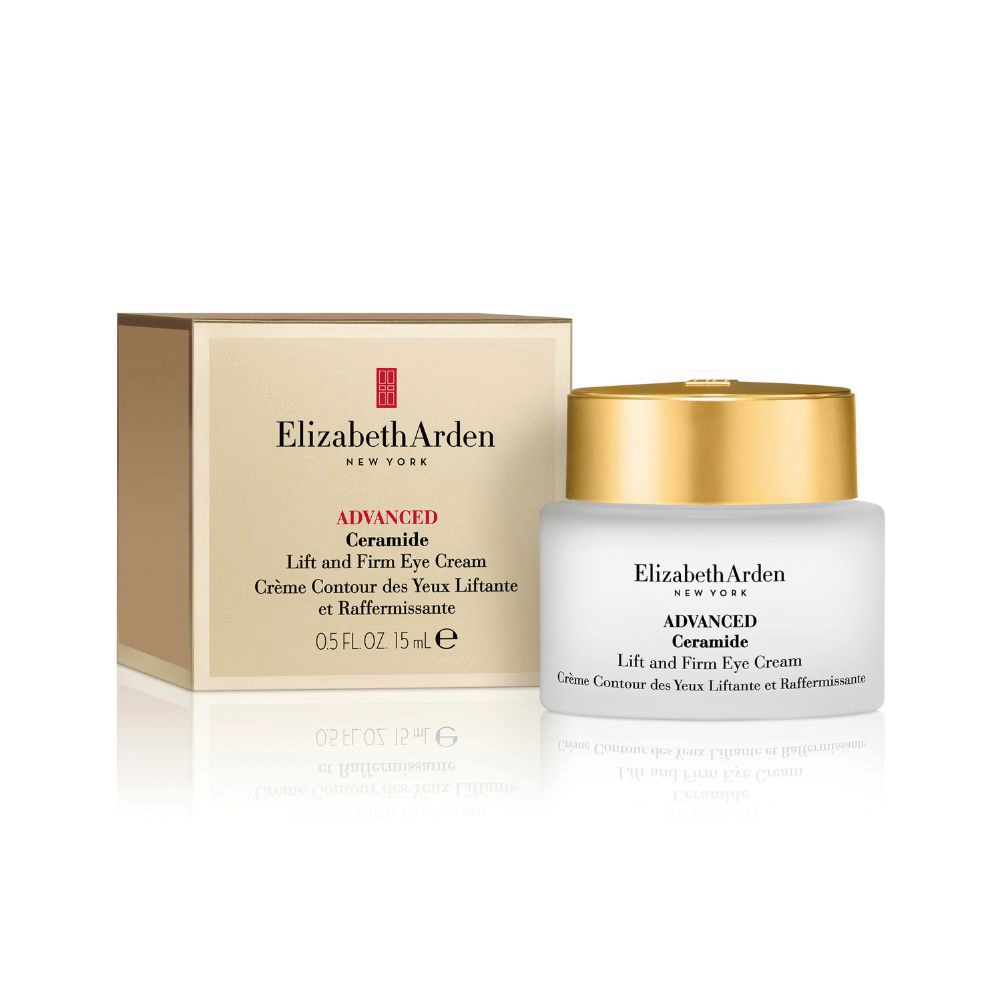 Elizabeth Arden
NEW YORK
ADVANCED
Ceramide
Lift and Firm Eye Cream
Crème Contour des Yeux Liftante
et Raffermissante
0.5 FL. OZ. 15 mL ℮
Elizabeth Arden
NEW YORK
ADVANCED
Ceramide
Lift and Firm Eye Cream
Crème Contour des Yeux Liftante et Raffermissante